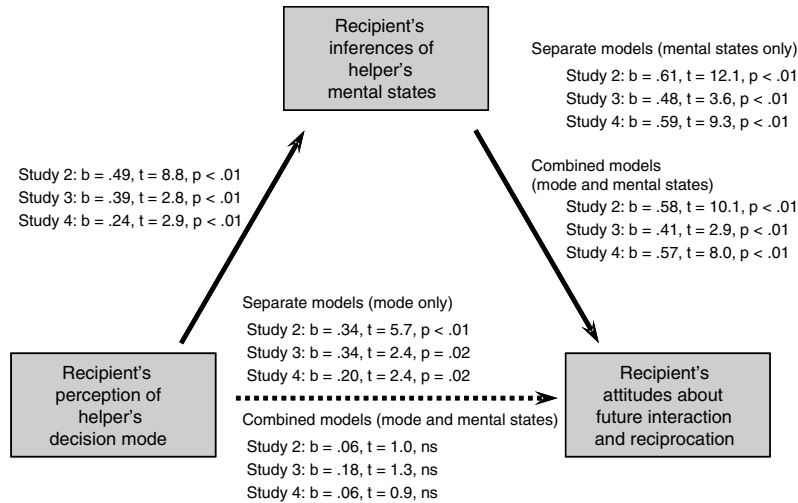 Recipient's
inferences of
helper's
mental states
Separate models (mental states only)
Study 2: b = .61, t = 12.1, p < .01
Study 3: b = .48, t = 3.6, p < .01
Study 4: b = .59, t = 9.3, p < .01
Study 2: b = .49, t = 8.8, p < .01
Study 3: b = .39, t = 2.8, p < .01
Study 4: b = .24, t = 2.9, p < .01
Combined models
(mode and mental states)
Study 2: b = .58, t = 10.1, p < .01
Study 3: b = .41, t = 2.9, p < .01
Study 4: b = .57, t = 8.0, p < .01
Separate models (mode only)
Study 2: b = .34, t = 5.7, p < .01
Study 3: b = .34, t = 2.4, p = .02
Study 4: b = .20, t = 2.4, p = .02
Recipient's
perception of
helper's
decision mode
Recipient's
attitudes about
future interaction
and reciprocation
Combined models (mode and mental states)
Study 2: b = .06, t = 1.0, ns
Study 3: b = .18, t = 1.3, ns
Study 4: b = .06, t = 0.9, ns